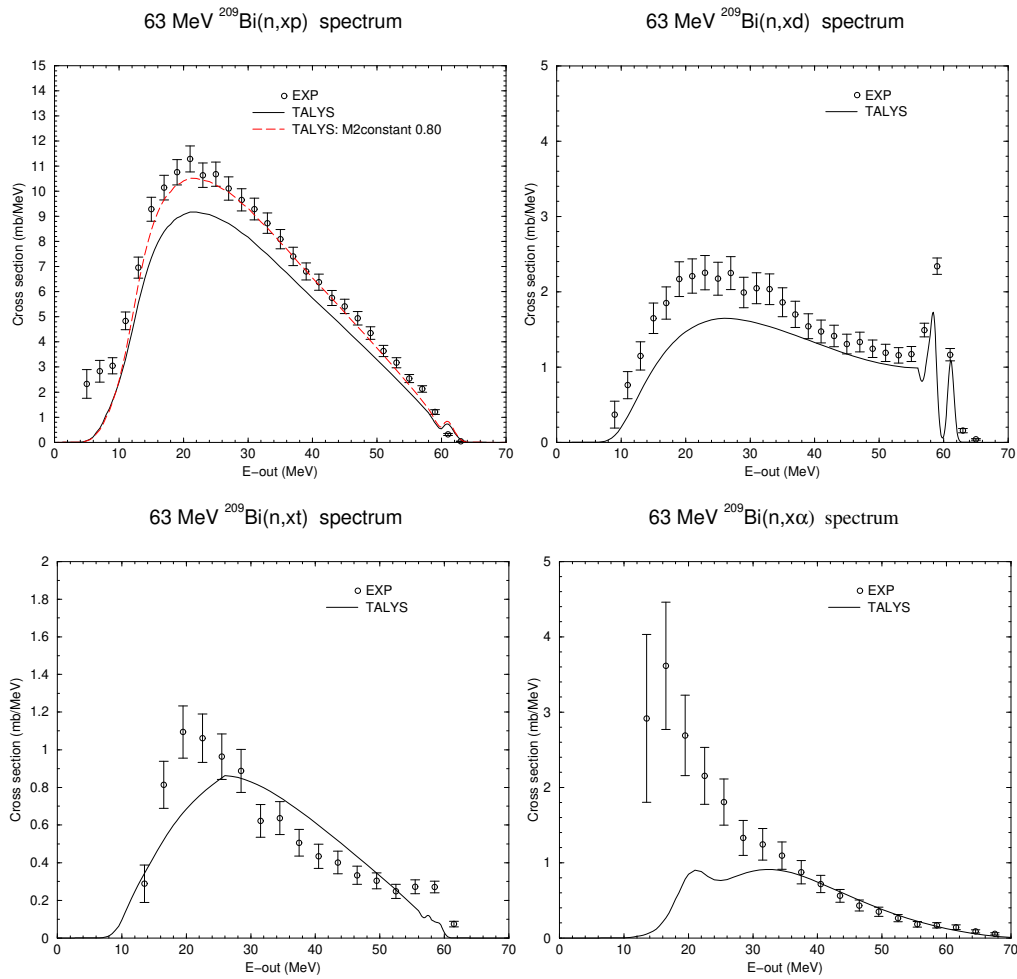 63 MeV ²⁰⁹Bi(n,xp) spectrum
15
14
13
12
11
10
9
8
7
6
5
4
3
2
1
0
Cross section (mb/MeV)
EXP
TALYS
TALYS: M2constant 0.80
0 10 20 30 40 50 60 70
E−out (MeV)
63 MeV ²⁰⁹Bi(n,xd) spectrum
5
4
3
2
1
0
Cross section (mb/MeV)
EXP
TALYS
0 10 20 30 40 50 60 70
E−out (MeV)
63 MeV ²⁰⁹Bi(n,xt) spectrum
2
1.8
1.6
1.4
1.2
1
0.8
0.6
0.4
0.2
0
Cross section (mb/MeV)
EXP
TALYS
0 10 20 30 40 50 60 70
E−out (MeV)
63 MeV ²⁰⁹Bi(n,xα) spectrum
5
4
3
2
1
0
Cross section (mb/MeV)
EXP
TALYS
0 10 20 30 40 50 60 70
E−out (MeV)